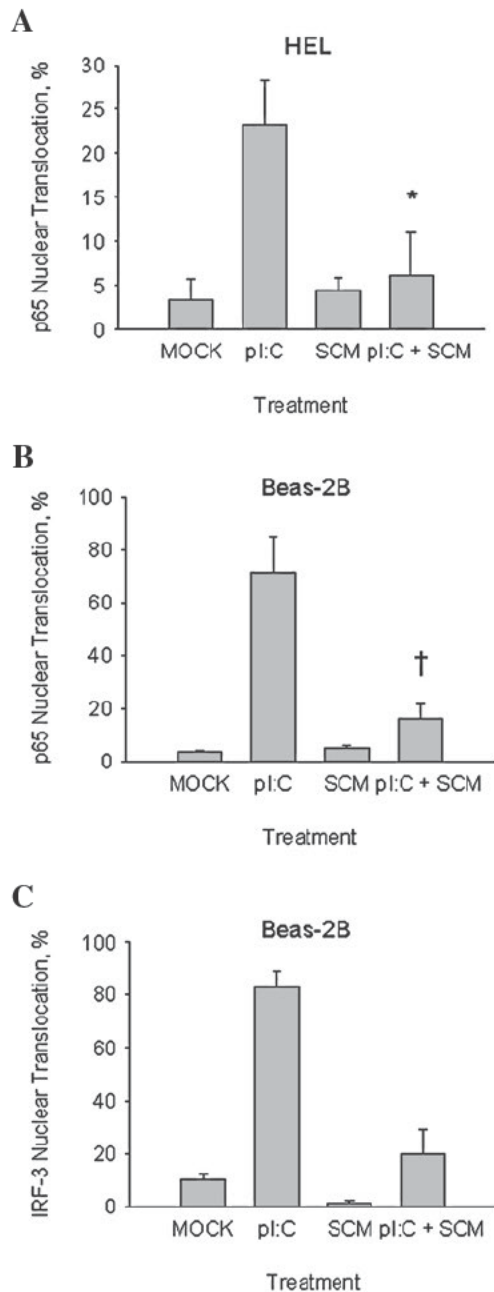 A
HEL
p65 Nuclear Translocation, %
30
25
20
15
10
5
0
*
MOCK pI:C SCM pI:C + SCM
Treatment
B
Beas-2B
p65 Nuclear Translocation, %
100
80
60
40
20
0
†
MOCK pI:C SCM pI:C + SCM
Treatment
C
Beas-2B
IRF-3 Nuclear Translocation, %
100
80
60
40
20
0
MOCK pI:C SCM pI:C + SCM
Treatment